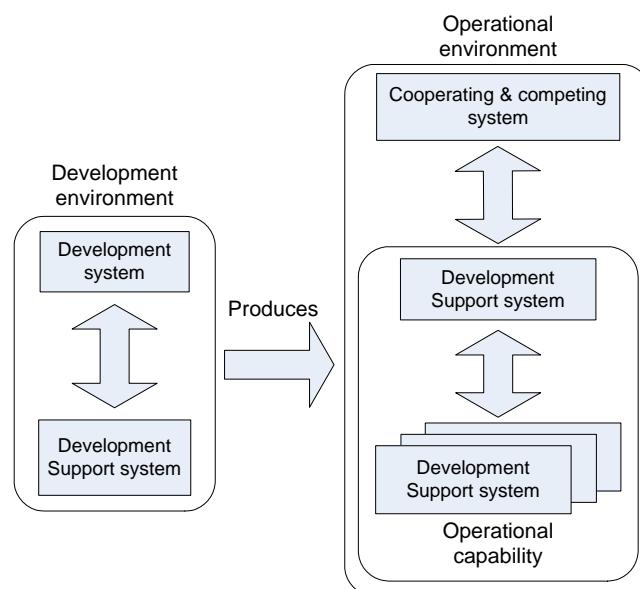 Development
environment
Development
system
Development
Support system
Produces
Operational
environment
Cooperating & competing
system
Development
Support system
Development
Support system
Operational
capability